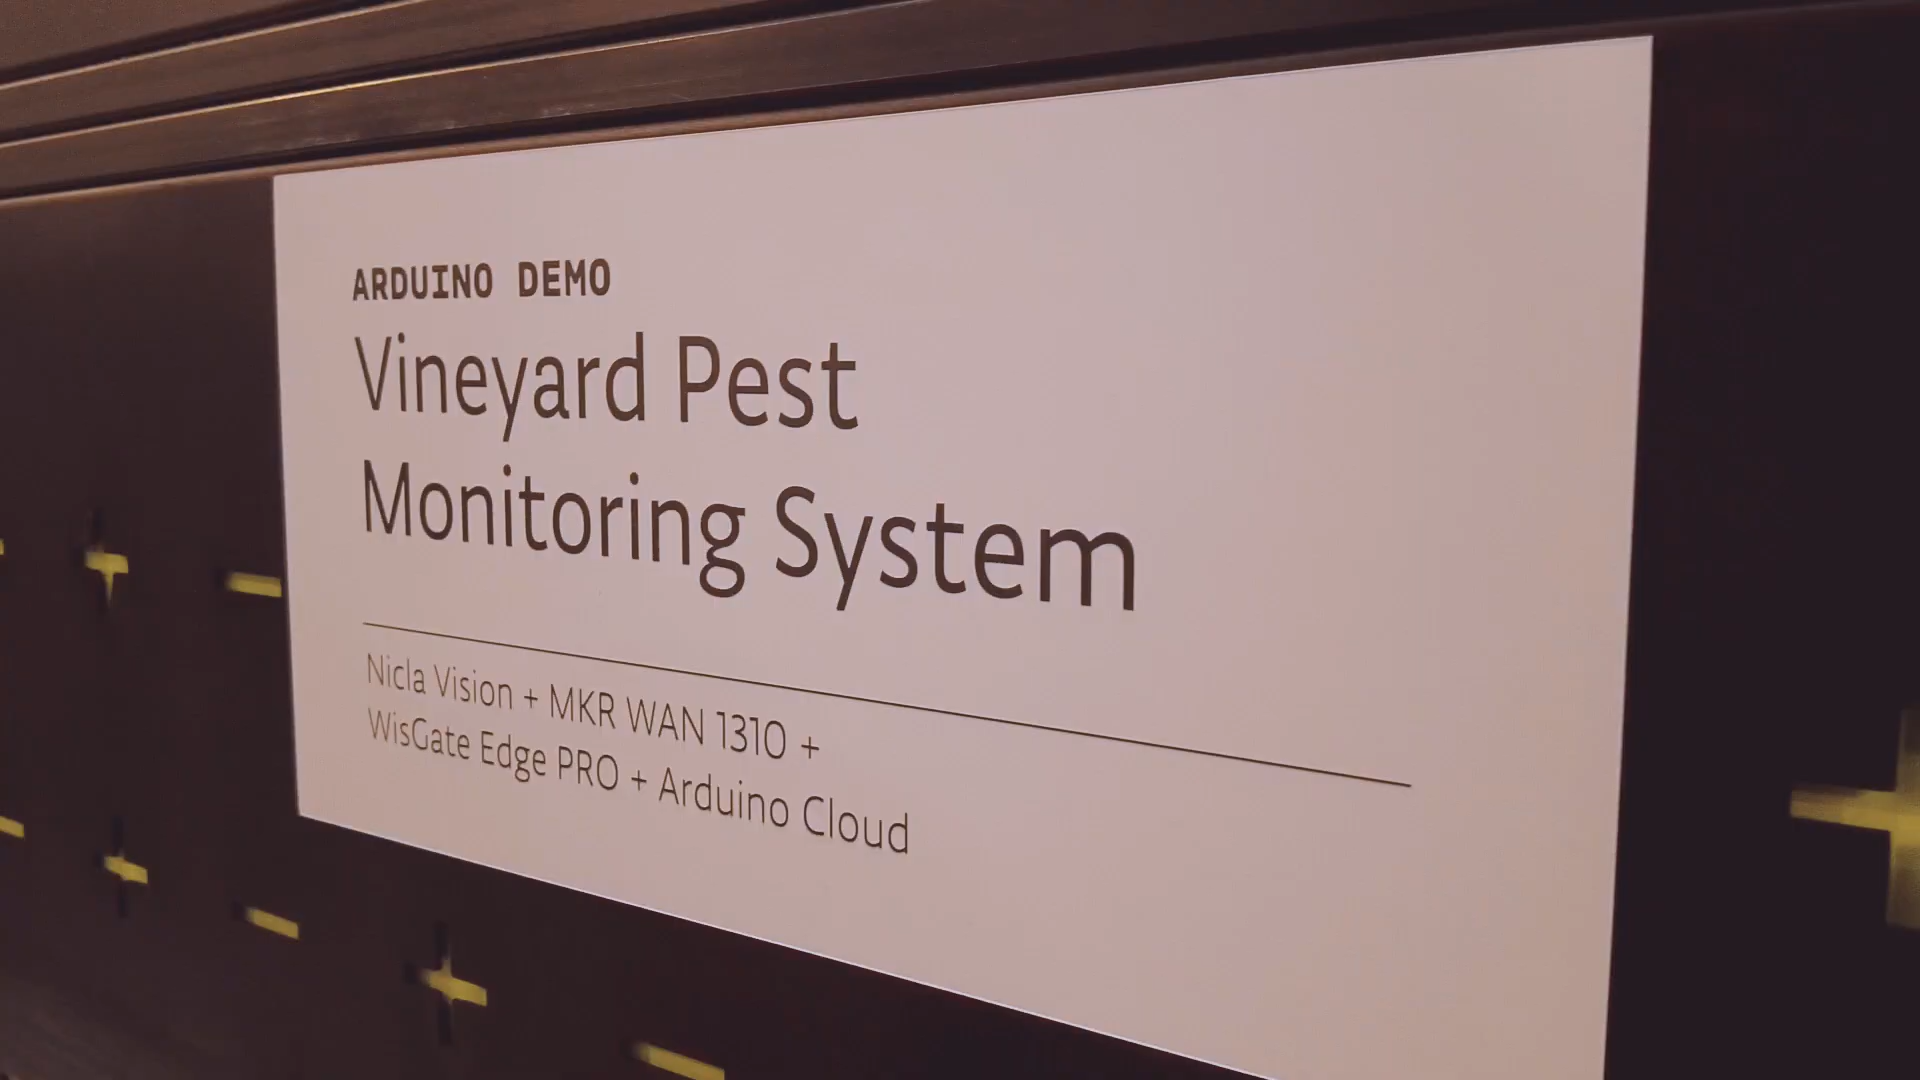 ARDUINO DEMO
Vineyard Pest
Monitoring System
Nicla Vision + MKR WAN 1310 +
WisGate Edge PRO + Arduino Cloud